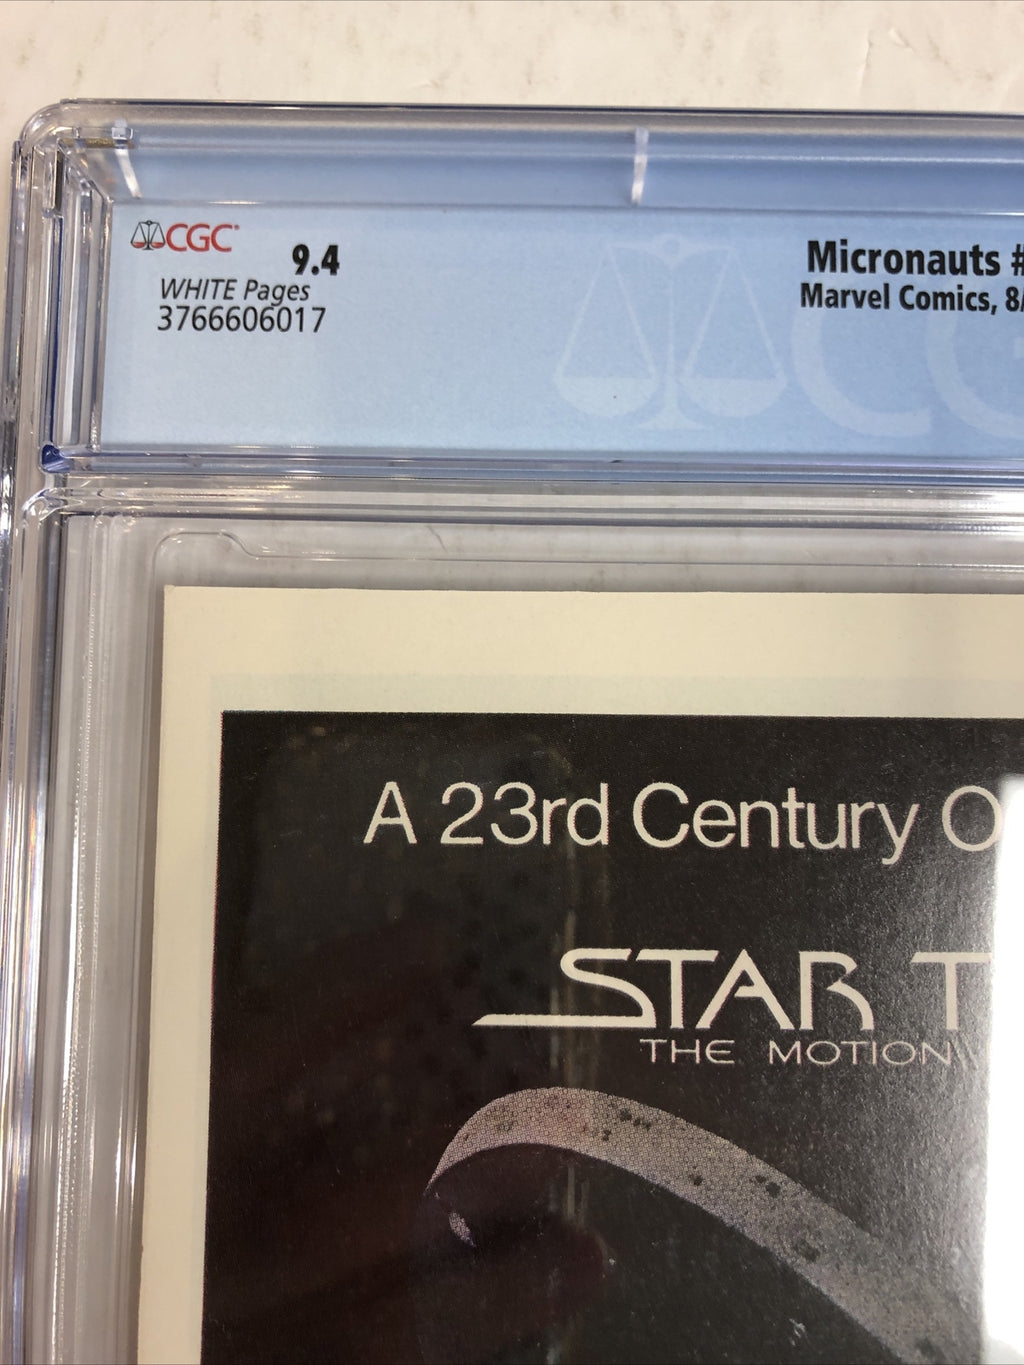 CGC
9.4
Micronauts #
WHITE Pages
Marvel Comics, 8/
3766606017
A 23rd Century O
STAR T
THE MOTION